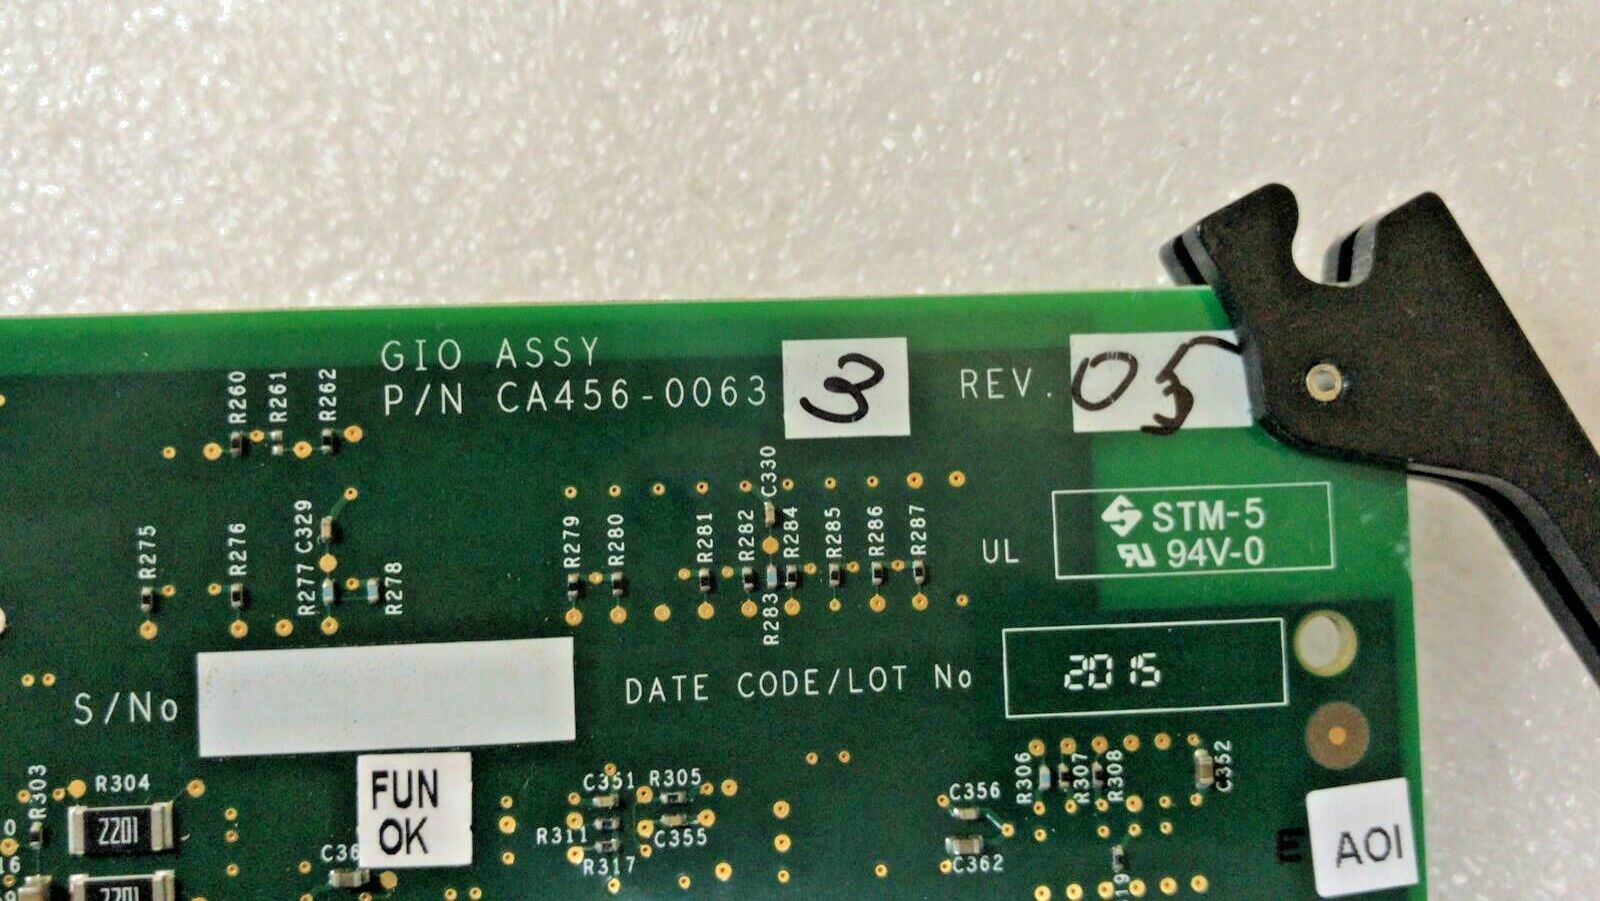 GIO ASSY
P/N CA456-0063 3 REV. 05
R260
R261
R262
C330
R275
R276
R277
C329
R278
R279
R280
R281
R282
R283
R284
R285
R286
R287
UL
STM-5
94V-0
S/No
DATE CODE/LOT No 2015
FUN
OK
R303
R304
2201
2201
C351
R305
R311
C355
R317
C356
C362
R306
R307
R308
C352
E
AOI